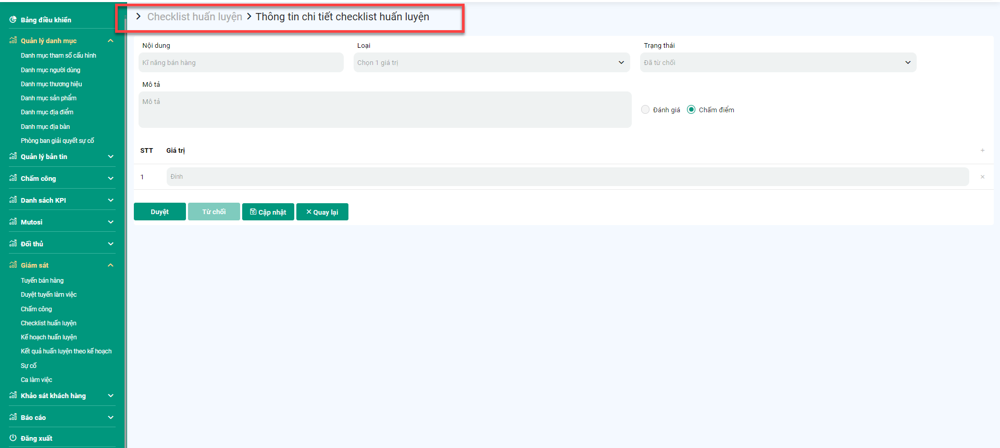 Bảng điều khiển
Quản lý danh mục
Danh mục tham số cấu hình
Danh mục người dùng
Danh mục thương hiệu
Danh mục sản phẩm
Danh mục địa điểm
Danh mục địa bàn
Phòng ban giải quyết sự cố
Quản lý bản tin
Chấm công
Danh sách KPI
Mutosi
Đối thủ
Giám sát
Tuyến bán hàng
Duyệt tuyến làm việc
Chấm công
Checklist huấn luyện
Kế hoạch huấn luyện
Kết quả huấn luyện theo kế hoạch
Sự cố
Ca làm việc
Khảo sát khách hàng
Báo cáo
Đăng xuất
Checklist huấn luyện > Thông tin chi tiết checklist huấn luyện
Nội dung
Kĩ năng bán hàng
Loại
Chọn 1 giá trị
Trạng thái
Đã từ chối
Mô tả
Mô tả
Đánh giá
Chấm điểm
STT Giá trị
1 Đỉnh
Duyệt
Từ chối
Cập nhật
Quay lại